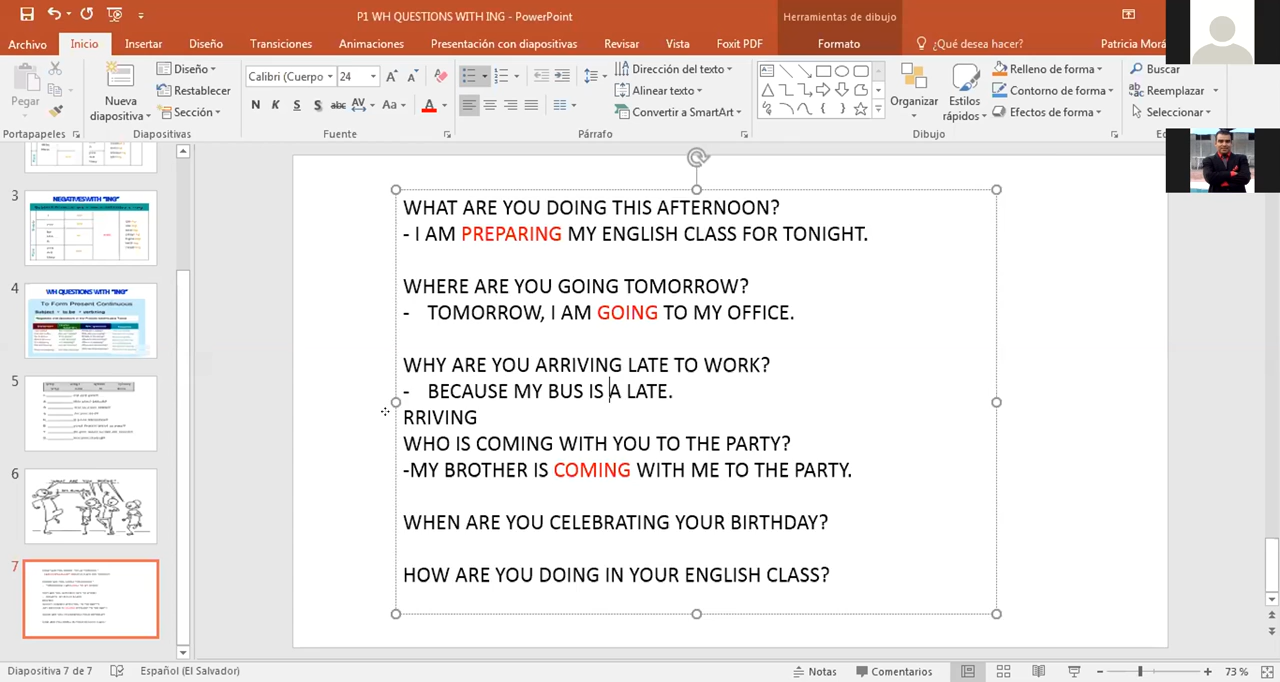 P1 WH QUESTIONS WITH ING - PowerPoint
Herramientas de dibujo
Archivo
Inicio
Insertar
Diseño
Transiciones
Animaciones
Presentación con diapositivas
Revisar
Vista
Foxit PDF
Formato
¿Qué desea hacer?
Patricia Morá
Pegar
Nueva diapositiva
Diseño
Restablecer
Sección
Calibri (Cuerpo
24
N K S S abc AV Aa A
Dirección del texto
Alinear texto
Convertir a SmartArt
Organizar
Estilos rápidos
Relleno de forma
Contorno de forma
Efectos de forma
Buscar
Reemplazar
Seleccionar
Portapapeles
Diapositivas
Fuente
Párrafo
Dibujo
3
NEGATIVES WITH "ING"
4
WH QUESTIONS WITH "ING"
To Form Present Continuous
5
6
7
WHAT ARE YOU DOING THIS AFTERNOON?
- I AM PREPARING MY ENGLISH CLASS FOR TONIGHT.
WHERE ARE YOU GOING TOMORROW?
- TOMORROW, I AM GOING TO MY OFFICE.
WHY ARE YOU ARRIVING LATE TO WORK?
- BECAUSE MY BUS IS A LATE.
RRIVING
WHO IS COMING WITH YOU TO THE PARTY?
-MY BROTHER IS COMING WITH ME TO THE PARTY.
WHEN ARE YOU CELEBRATING YOUR BIRTHDAY?
HOW ARE YOU DOING IN YOUR ENGLISH CLASS?
Diapositiva 7 de 7
Español (El Salvador)
Notas
Comentarios
73 %